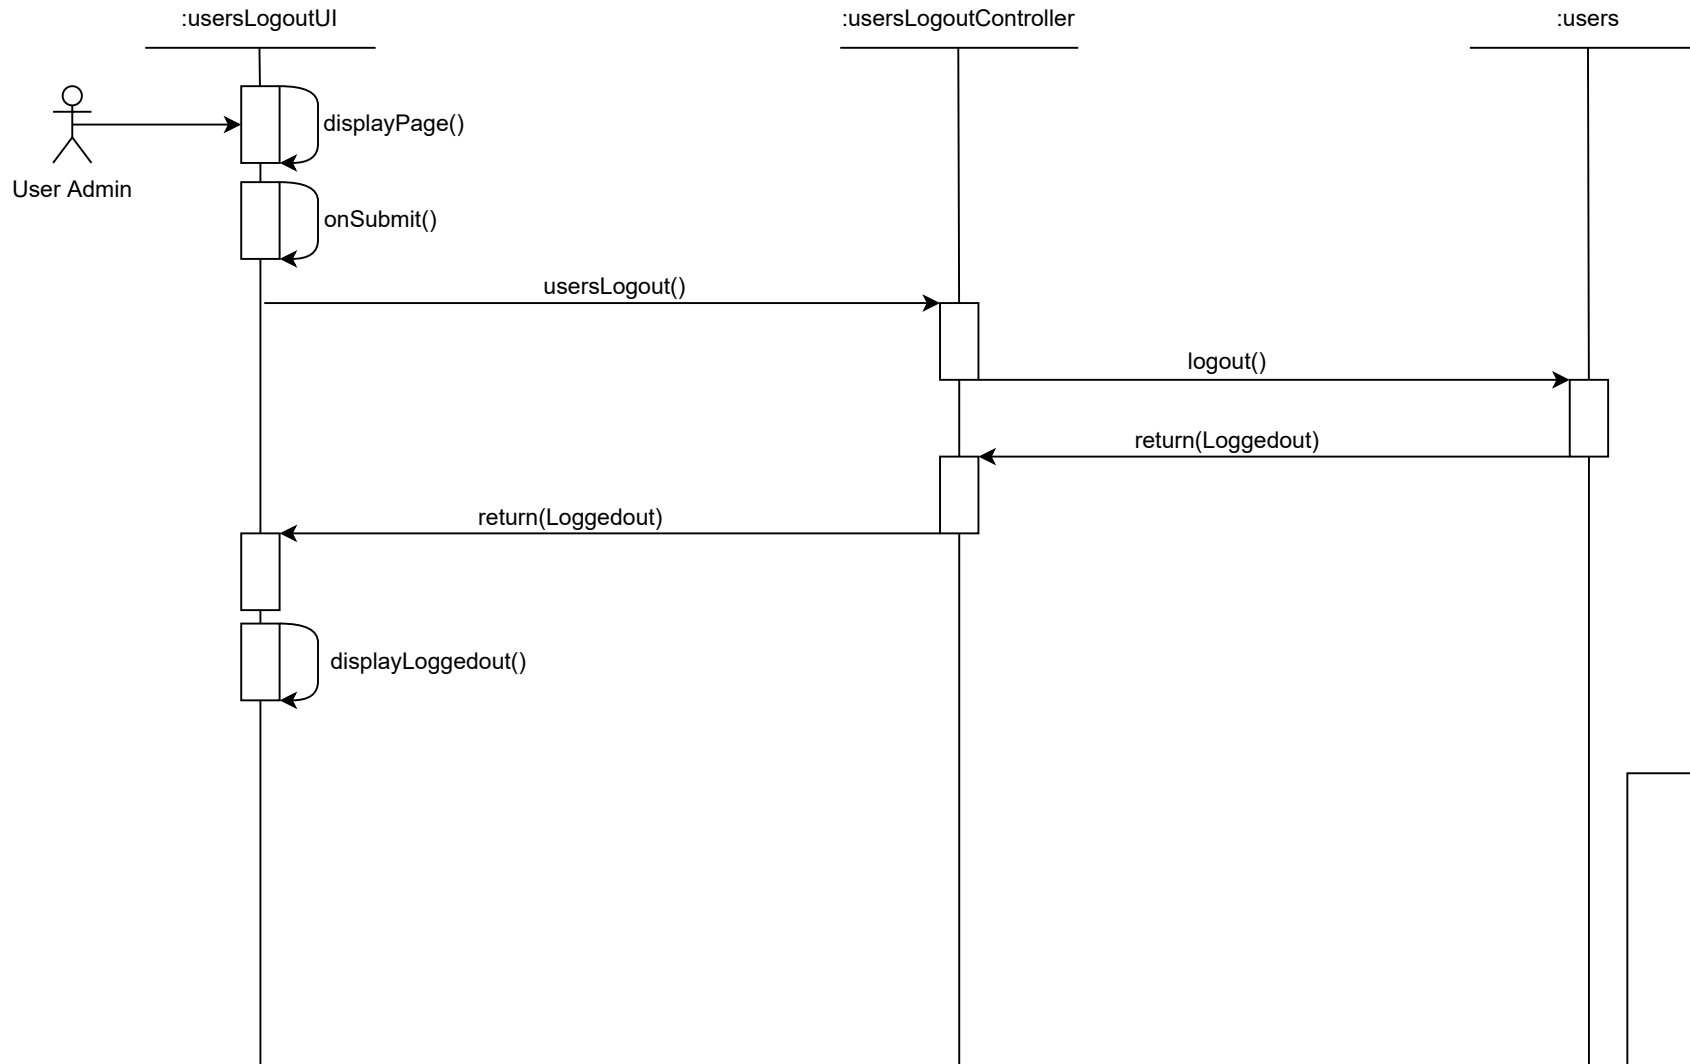 :usersLogoutUI
:usersLogoutController
:users
displayPage()
User Admin
onSubmit()
usersLogout()
logout()
return(Loggedout)
return(Loggedout)
displayLoggedout()